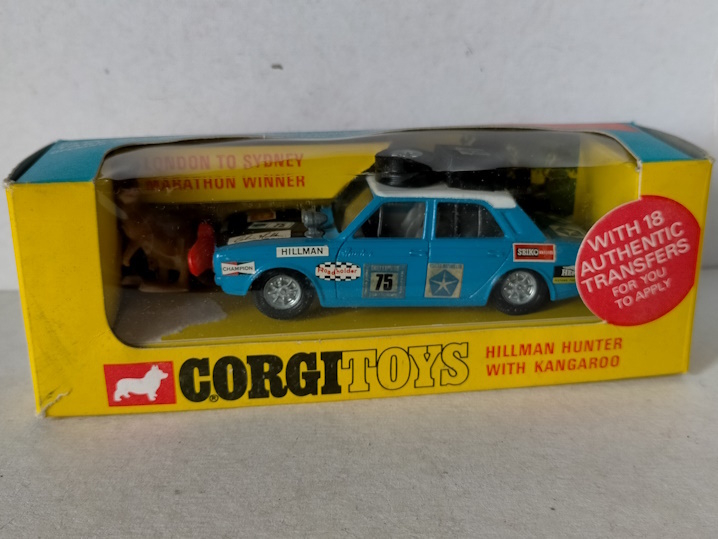 LONDON TO SYDNEY
MARATHON WINNER
HILLMAN
CHAMPION
Roadholder
75
SEIKO
WITH 18
AUTHENTIC
TRANSFERS
FOR YOU
TO APPLY
CORGI TOYS
®
HILLMAN HUNTER
WITH KANGAROO